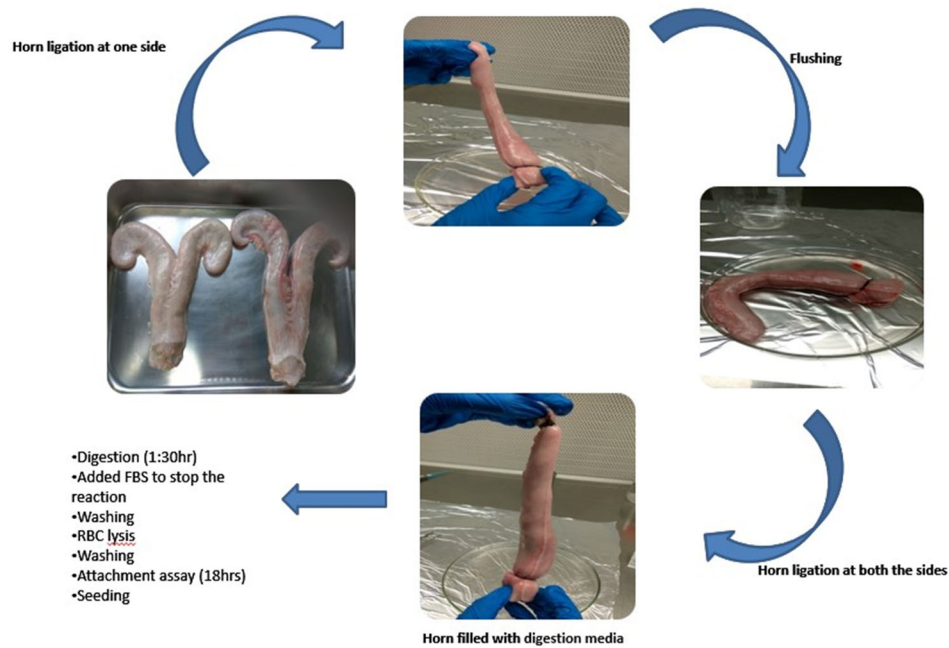 Horn ligation at one side
Flushing
Horn ligation at both the sides
Horn filled with digestion media
•Digestion (1:30hr)
•Added FBS to stop the
reaction
•Washing
•RBC lysis
•Washing
•Attachment assay (18hrs)
•Seeding